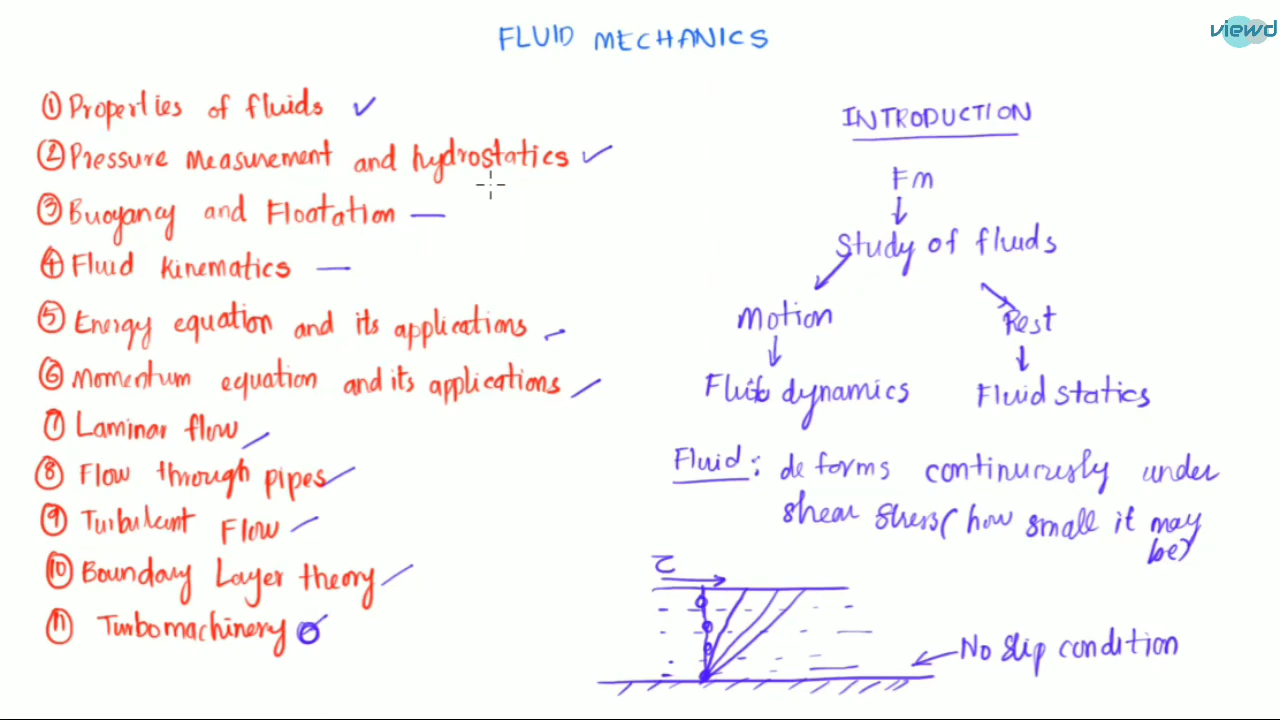 FLUID MECHANICS
viewd
① Properties of fluids ✓
② Pressure Measurement and hydrostatics ✓
③ Buoyancy and Floatation —
④ Fluid kinematics —
⑤ Energy equation and its applications
⑥ Momentum equation and its applications
⑦ Laminar flow
⑧ Flow through pipes
⑨ Turbulent Flow
⑩ Boundary Layer theory
⑪ Turbomachinery
INTRODUCTION
Fm
↓
Study of fluids
Motion Rest
↓ ↓
Fluid dynamics Fluid statics
Fluid: deforms continuously under
shear stress (how small it may
be)
τ
No slip condition